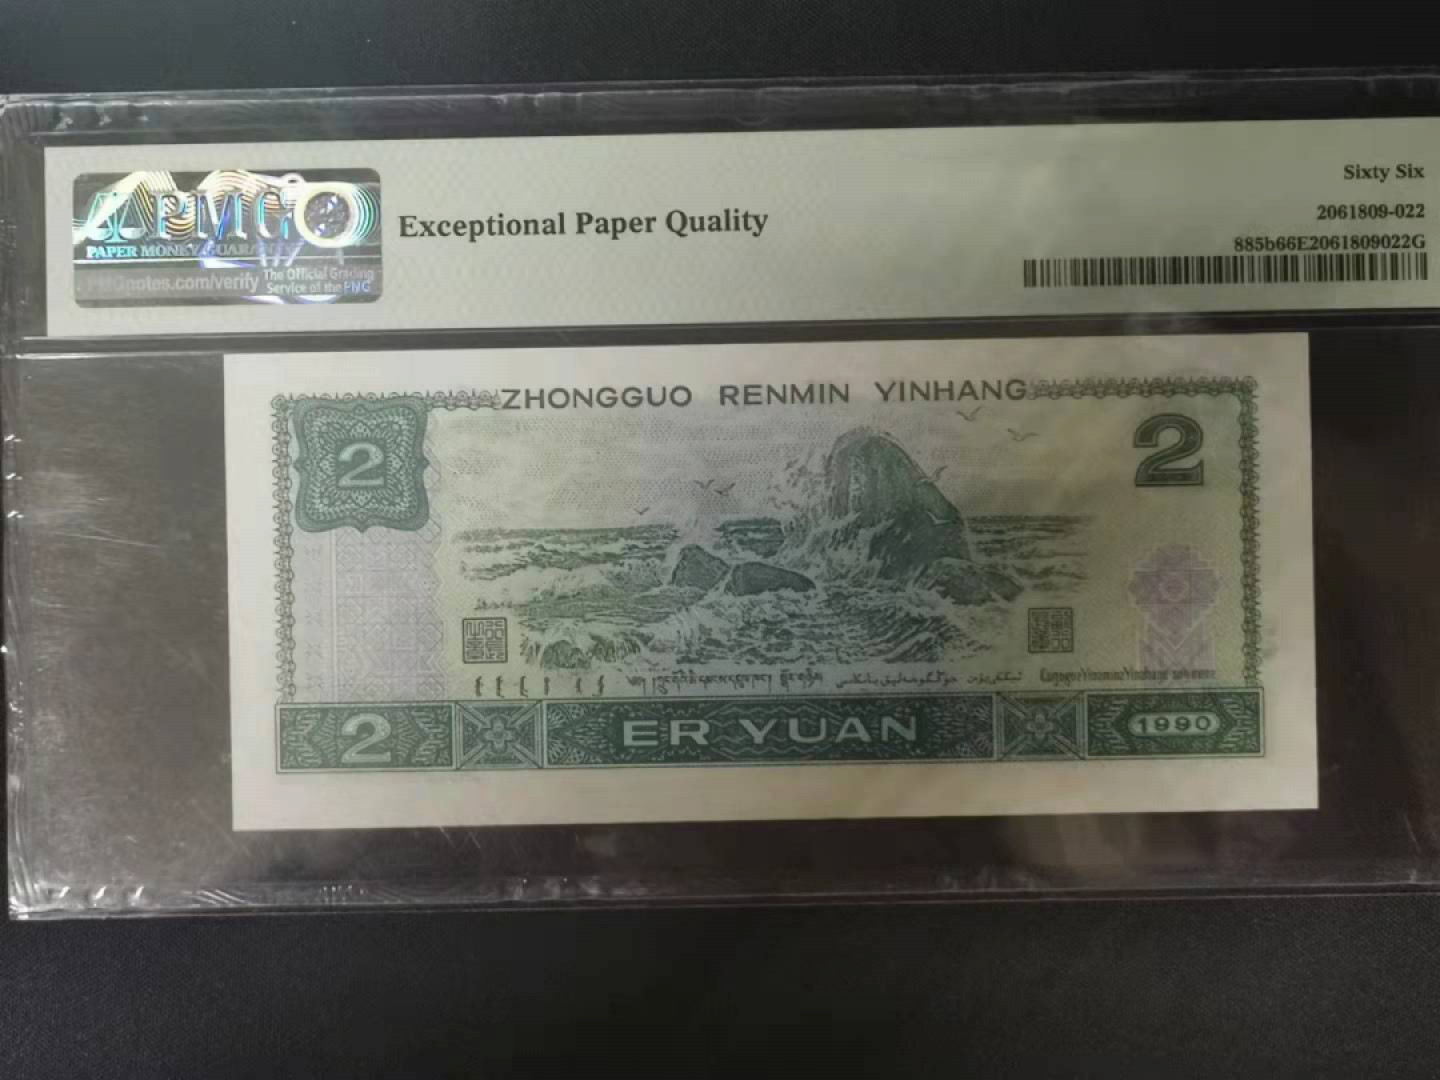 PMG
PAPER MONEY GUARANTY
PMGnotes.com/verify
The Official Grading
Service of the PMG
Exceptional Paper Quality
Sixty Six
2061809-022
885b66E2061809022G
ZHONGGUO RENMIN YINHANG
2
2
2
ER YUAN
1990